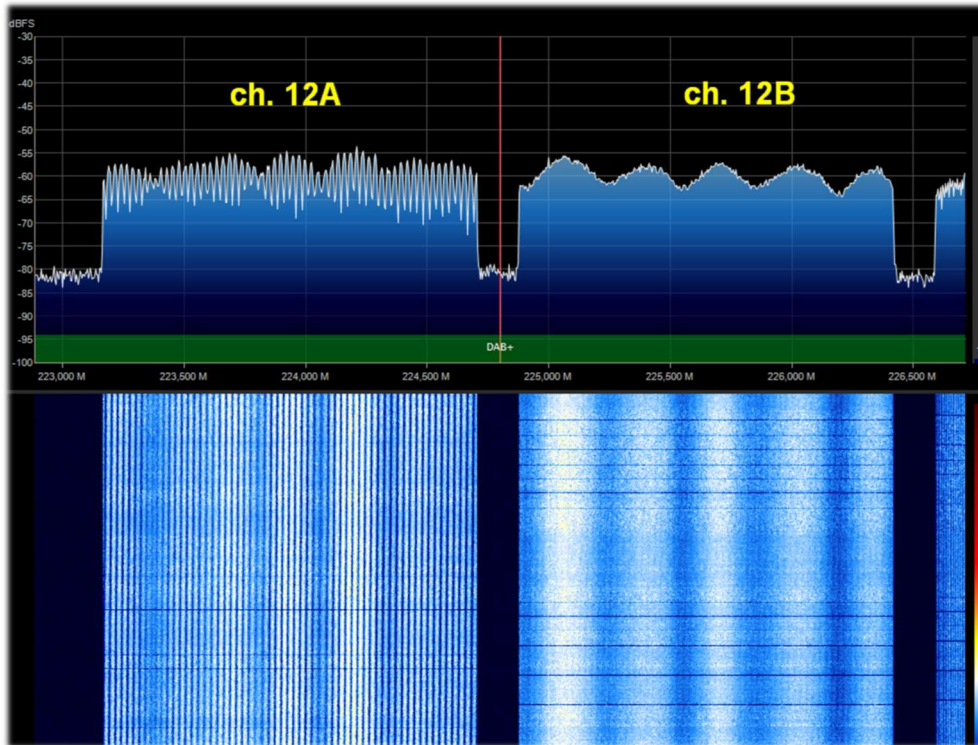 dBFS
-30
-35
ch. 12A
ch. 12B
-40
-45
-50
-55
-60
-65
-70
-75
-80
-85
-90
-95
DAB+
-100
223,000 M
223,500 M
224,000 M
224,500 M
225,000 M
225,500 M
226,000 M
226,500 M